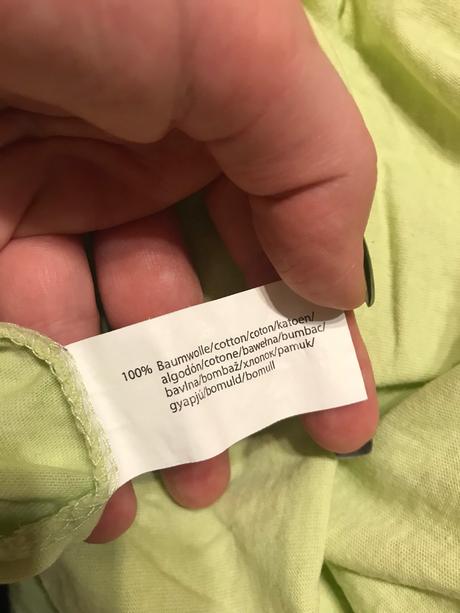 100% Baumwolle/cotton/coton/katoen/
algodón/cotone/bawełna/bumbac/
bavlna/bombaž/хлопок/pamuk/
gyapjú/bomuld/bomull